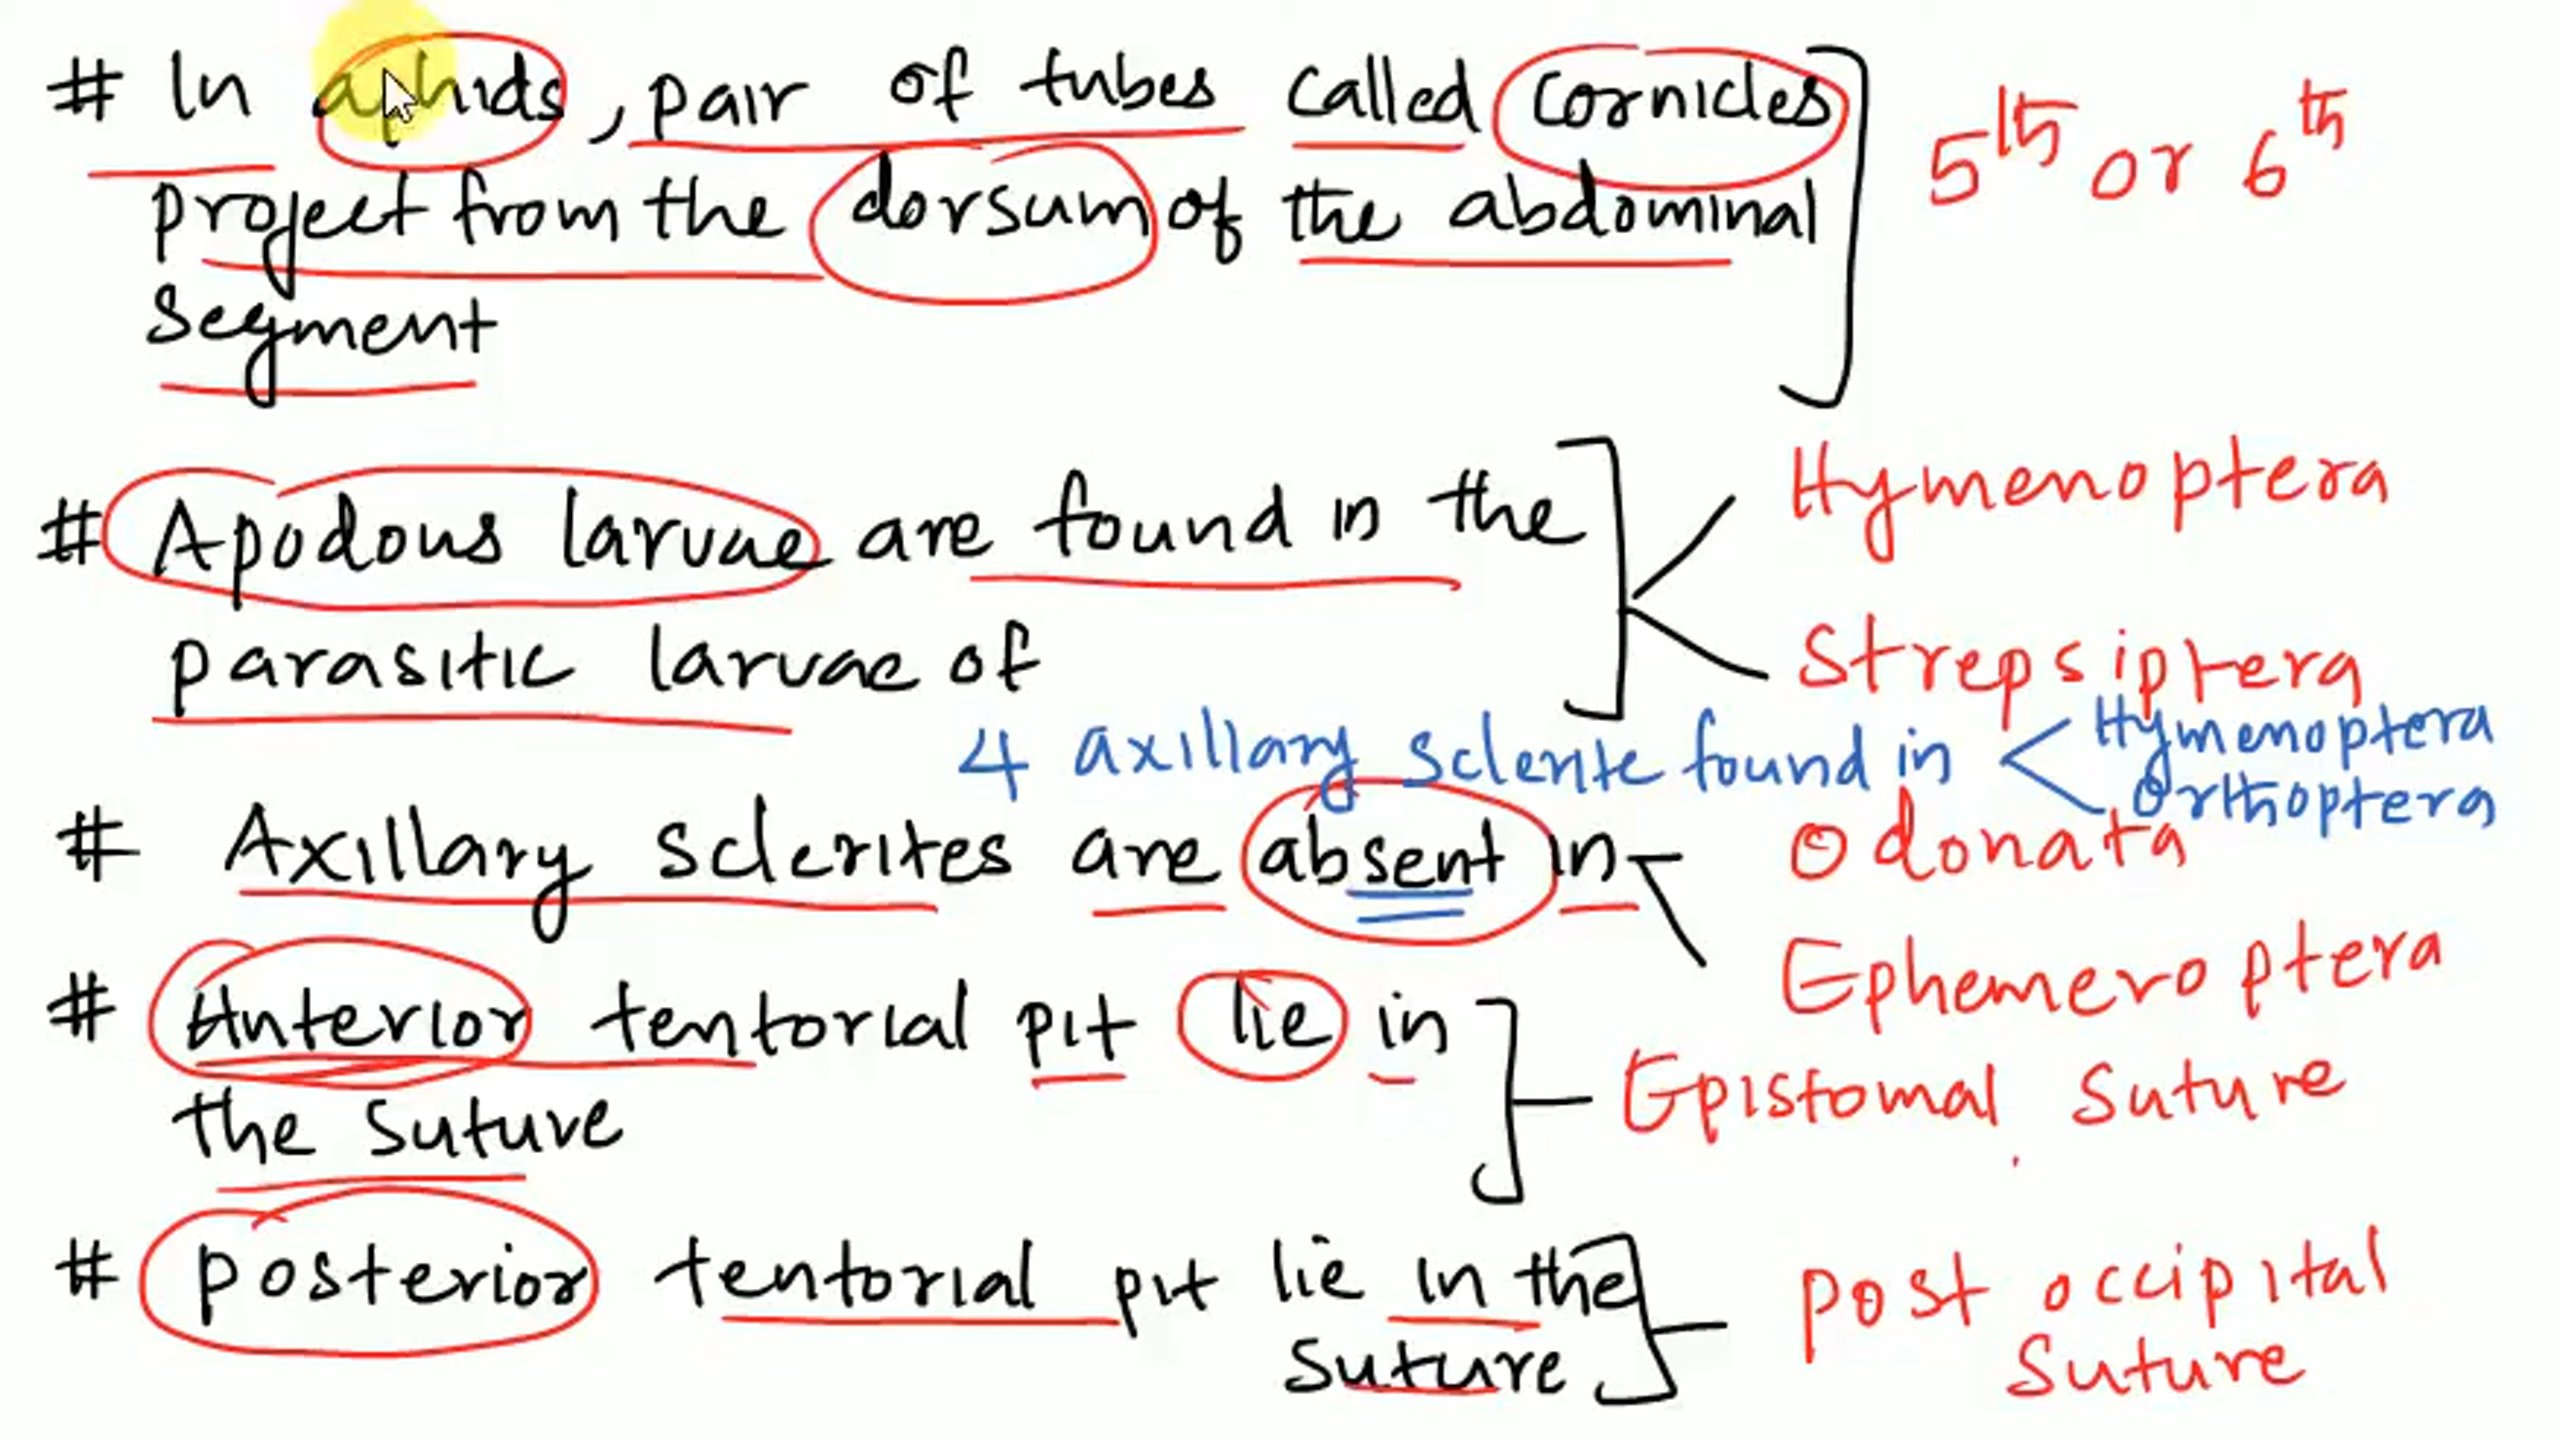 # In aphids, pair of tubes called cornicles
project from the dorsum of the abdominal
segment
5th or 6th
# Apodous larvae are found in the
parasitic larvae of
Hymenoptera
Strepsiptera
4 axillary sclerite found in
Hymenoptera
Orthoptera
# Axillary sclerites are absent in
Odonata
Ephemeroptera
# Anterior tentorial pit lie in
the suture
Epistomal suture
# posterior tentorial pit lie in the
suture
post occipital
suture